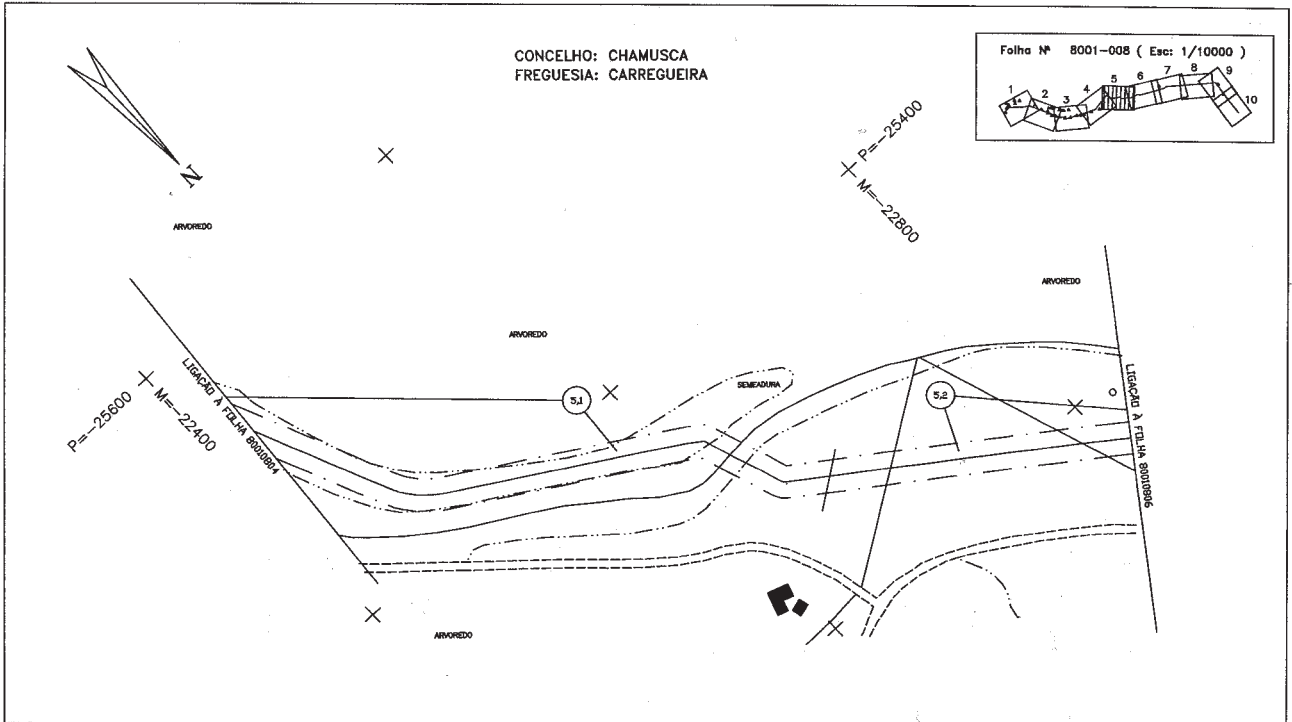 CONCELHO: CHAMUSCA
FREGUESIA: CARREGUEIRA
Folha Nª 8001-008 ( Esc: 1/10000 )
1 2 3 4 5 6 7 8 9 10
N
P=-25400
M=-22800
ARVOREDO
ARVOREDO
ARVOREDO
LIGAÇÃO À FOLHA 80010804
P=-25600
M=-22400
SEMEADURA
5,1
5,2
LIGAÇÃO À FOLHA 80010806
ARVOREDO